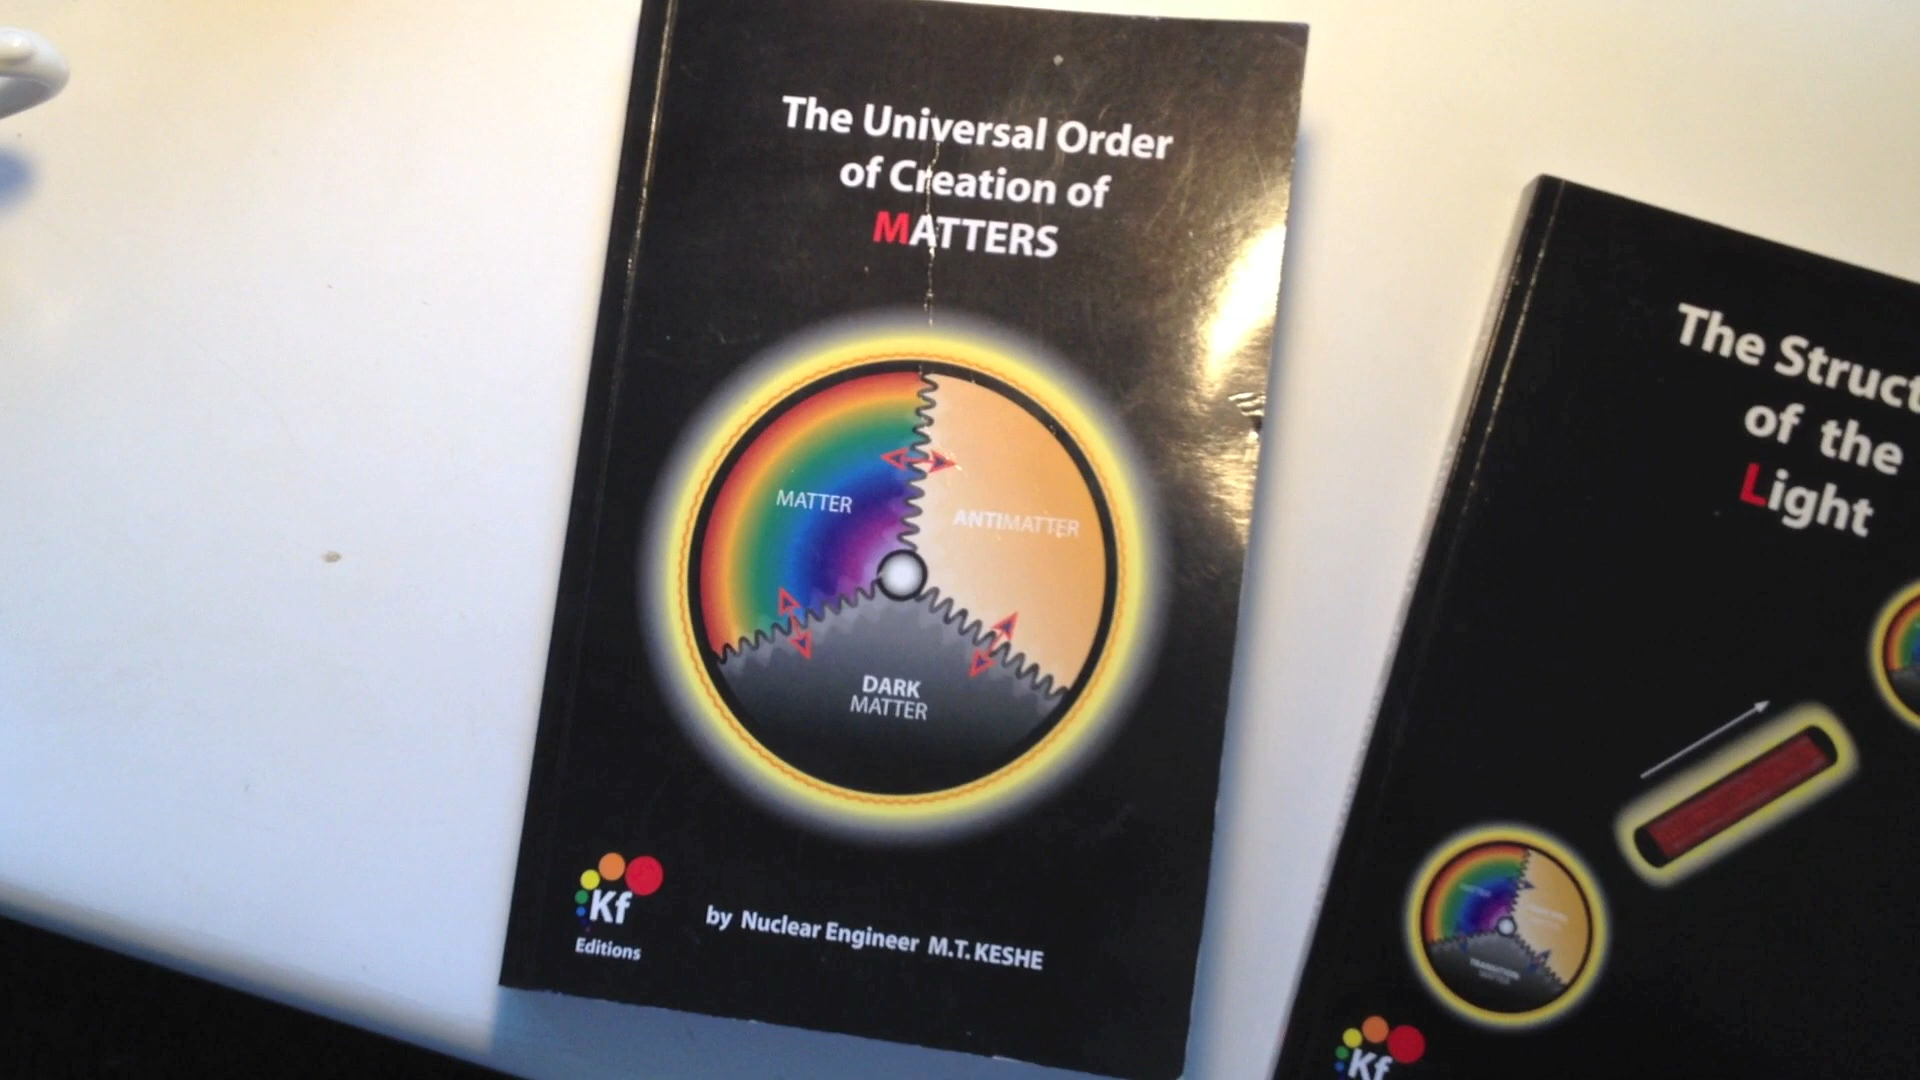 The Universal Order
of Creation of
MATTERS
MATTER
ANTIMATTER
DARK
MATTER
Kf
Editions
by Nuclear Engineer M.T. KESHE
The Struct
of the
Light
Kf